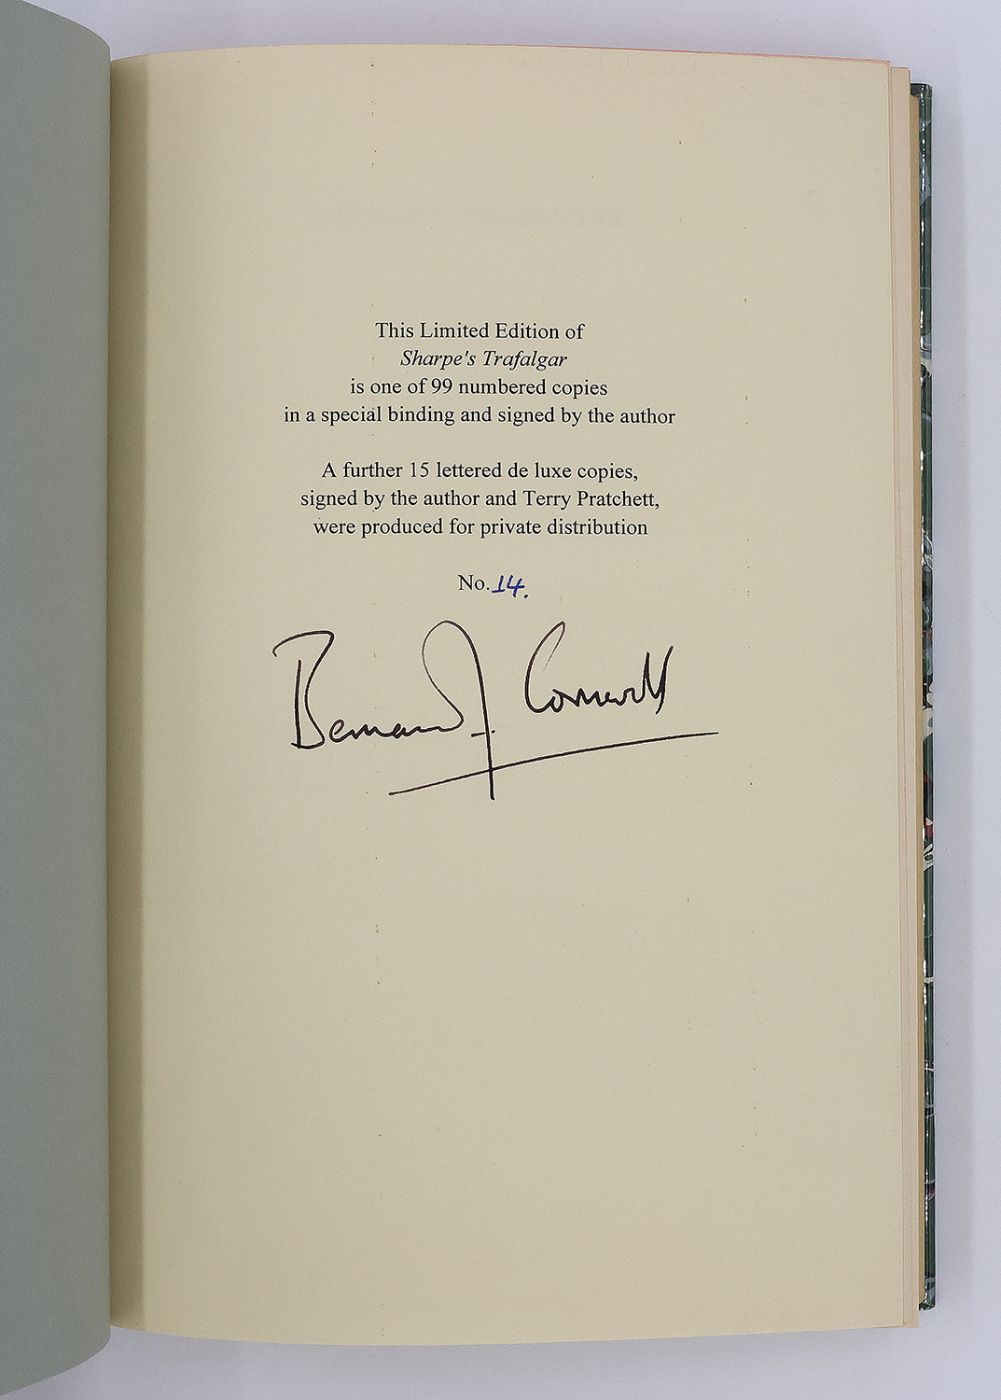 This Limited Edition of
Sharpe's Trafalgar
is one of 99 numbered copies
in a special binding and signed by the author
A further 15 lettered de luxe copies,
signed by the author and Terry Pratchett,
were produced for private distribution
No. 14.
Bernard Cornwell